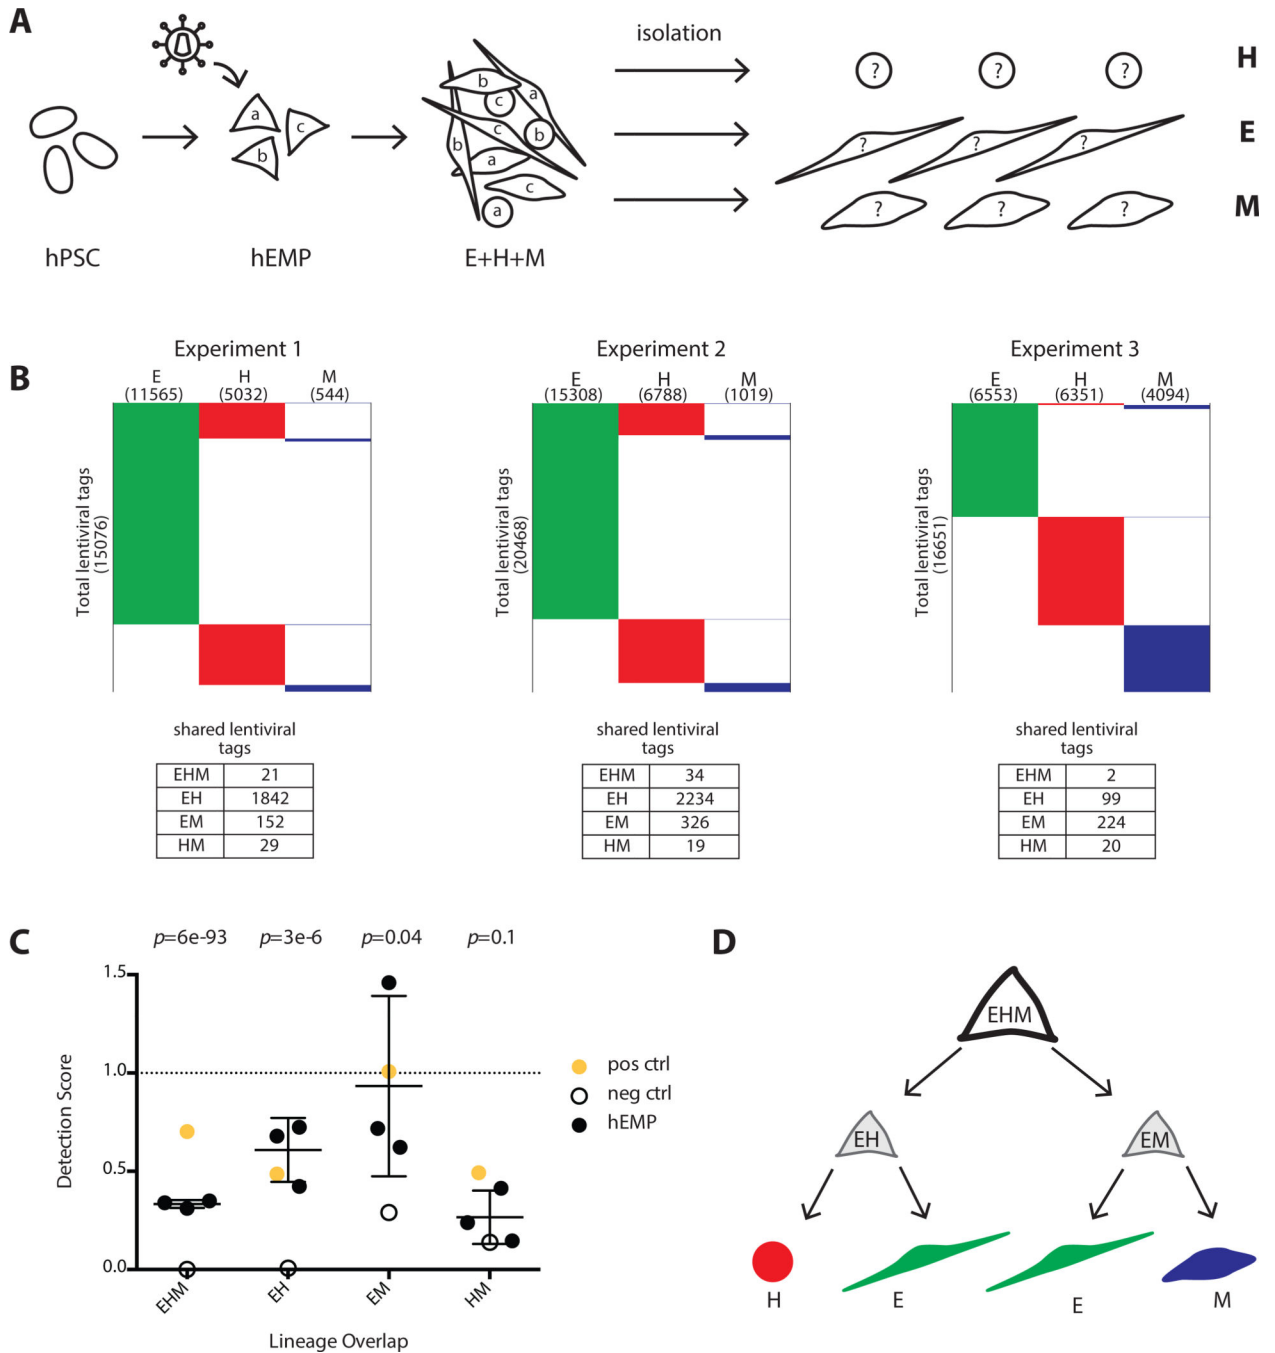 A
isolation
a
b
c
b
a
c
c
b
b
a
c
a
? ? ?
H
? ? ?
E
? ? ?
M
hPSC
hEMP
E+H+M
B
Experiment 1
E H M
(11565) (5032) (544)
Total lentiviral tags
(15076)
shared lentiviral
tags
EHM 21
EH 1842
EM 152
HM 29
Experiment 2
E H M
(15308) (6788) (1019)
Total lentiviral tags
(20468)
shared lentiviral
tags
EHM 34
EH 2234
EM 326
HM 19
Experiment 3
E H M
(6553) (6351) (4094)
Total lentiviral tags
(16651)
shared lentiviral
tags
EHM 2
EH 99
EM 224
HM 20
C
p=6e-93 p=3e-6 p=0.04 p=0.1
1.5
1.0
0.5
0.0
Detection Score
EHM EH EM HM
Lineage Overlap
pos ctrl
neg ctrl
hEMP
D
EHM
EH EM
H E E M